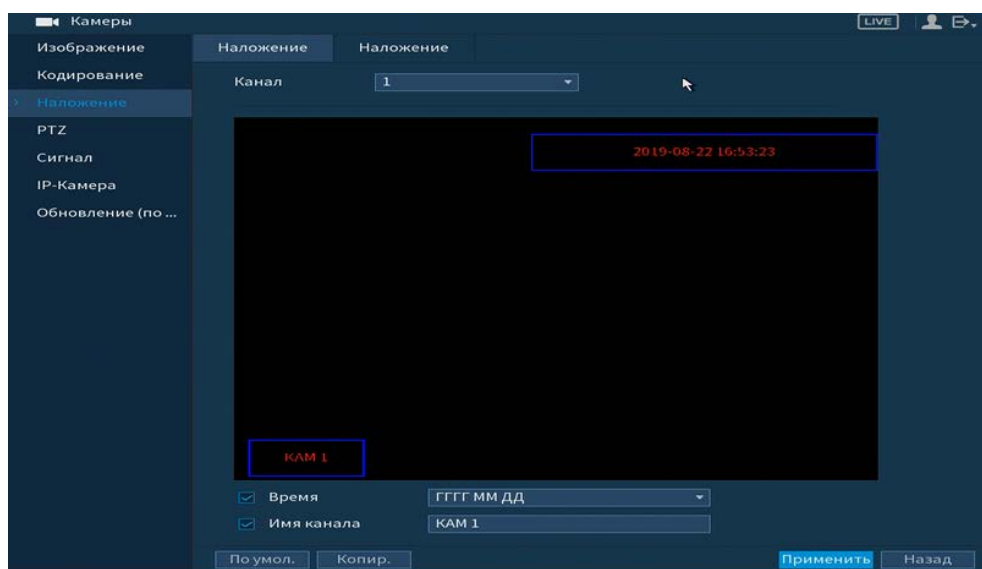 Камеры
LIVE
Изображение
Кодирование
Наложение
PTZ
Сигнал
IP-Камера
Обновление (по ...
Наложение Наложение
Канал 1
2019-08-22 16:53:23
КАМ 1
Время ГГГГ ММ ДД
Имя канала КАМ 1
По умол. Копир. Применить Назад